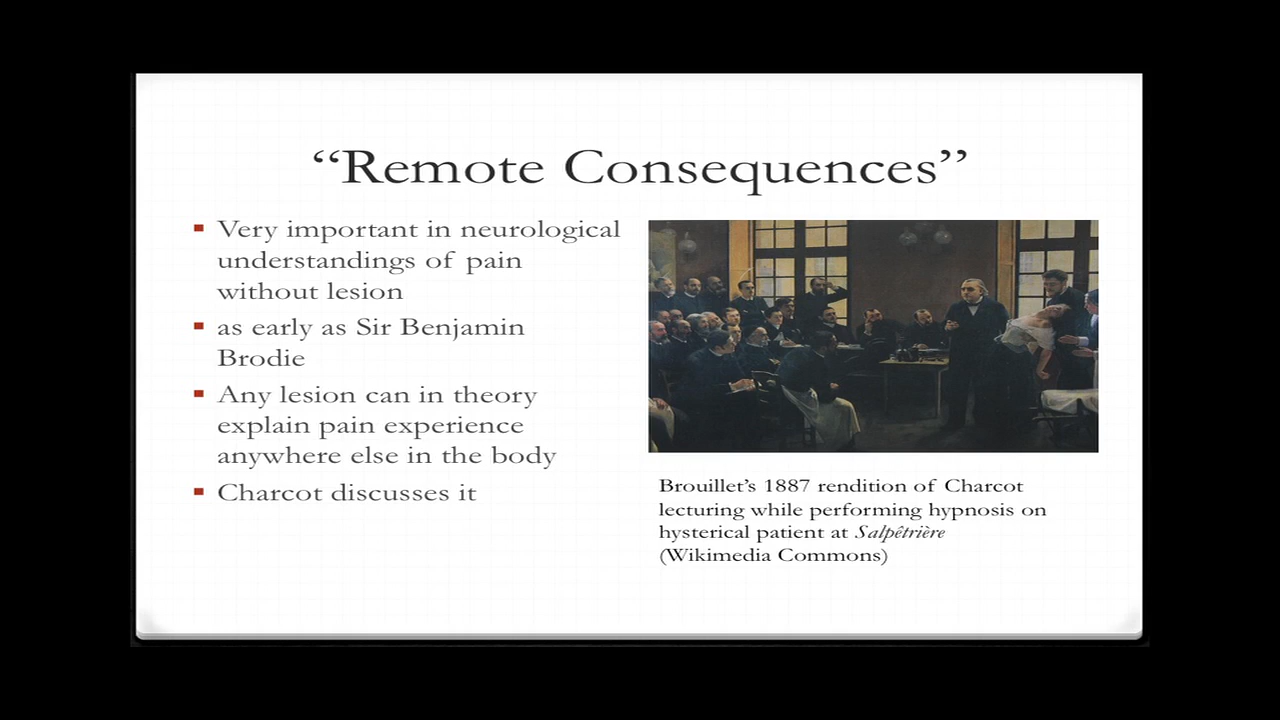 “Remote Consequences”
Very important in neurological
understandings of pain
without lesion
as early as Sir Benjamin
Brodie
Any lesion can in theory
explain pain experience
anywhere else in the body
Charcot discusses it
Brouillet’s 1887 rendition of Charcot
lecturing while performing hypnosis on
hysterical patient at Salpêtrière
(Wikimedia Commons)